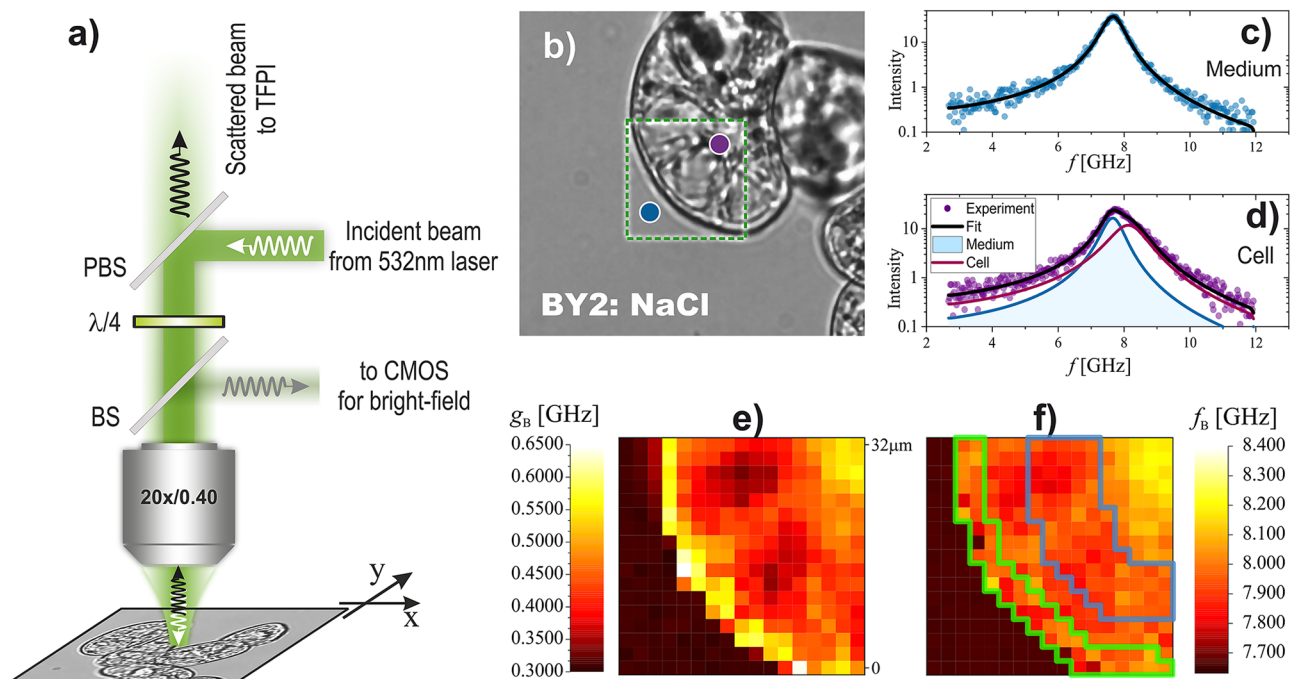 a)
Scattered beam
to TFPI
PBS
Incident beam
from 532nm laser
λ/4
BS
to CMOS
for bright-field
20x/0.40
y
x
b)
BY2: NaCl
c)
Medium
Intensity
10
1
0.1
2 4 6 8 10 12
f [GHz]
d)
Experiment
Fit
Medium
Cell
Cell
Intensity
10
1
0.1
2 4 6 8 10 12
f [GHz]
e)
gB [GHz]
0.6500
0.6000
0.5500
0.5000
0.4500
0.4000
0.3500
0.3000
32μm
0
f)
fB [GHz]
8.400
8.300
8.200
8.100
8.000
7.900
7.800
7.700